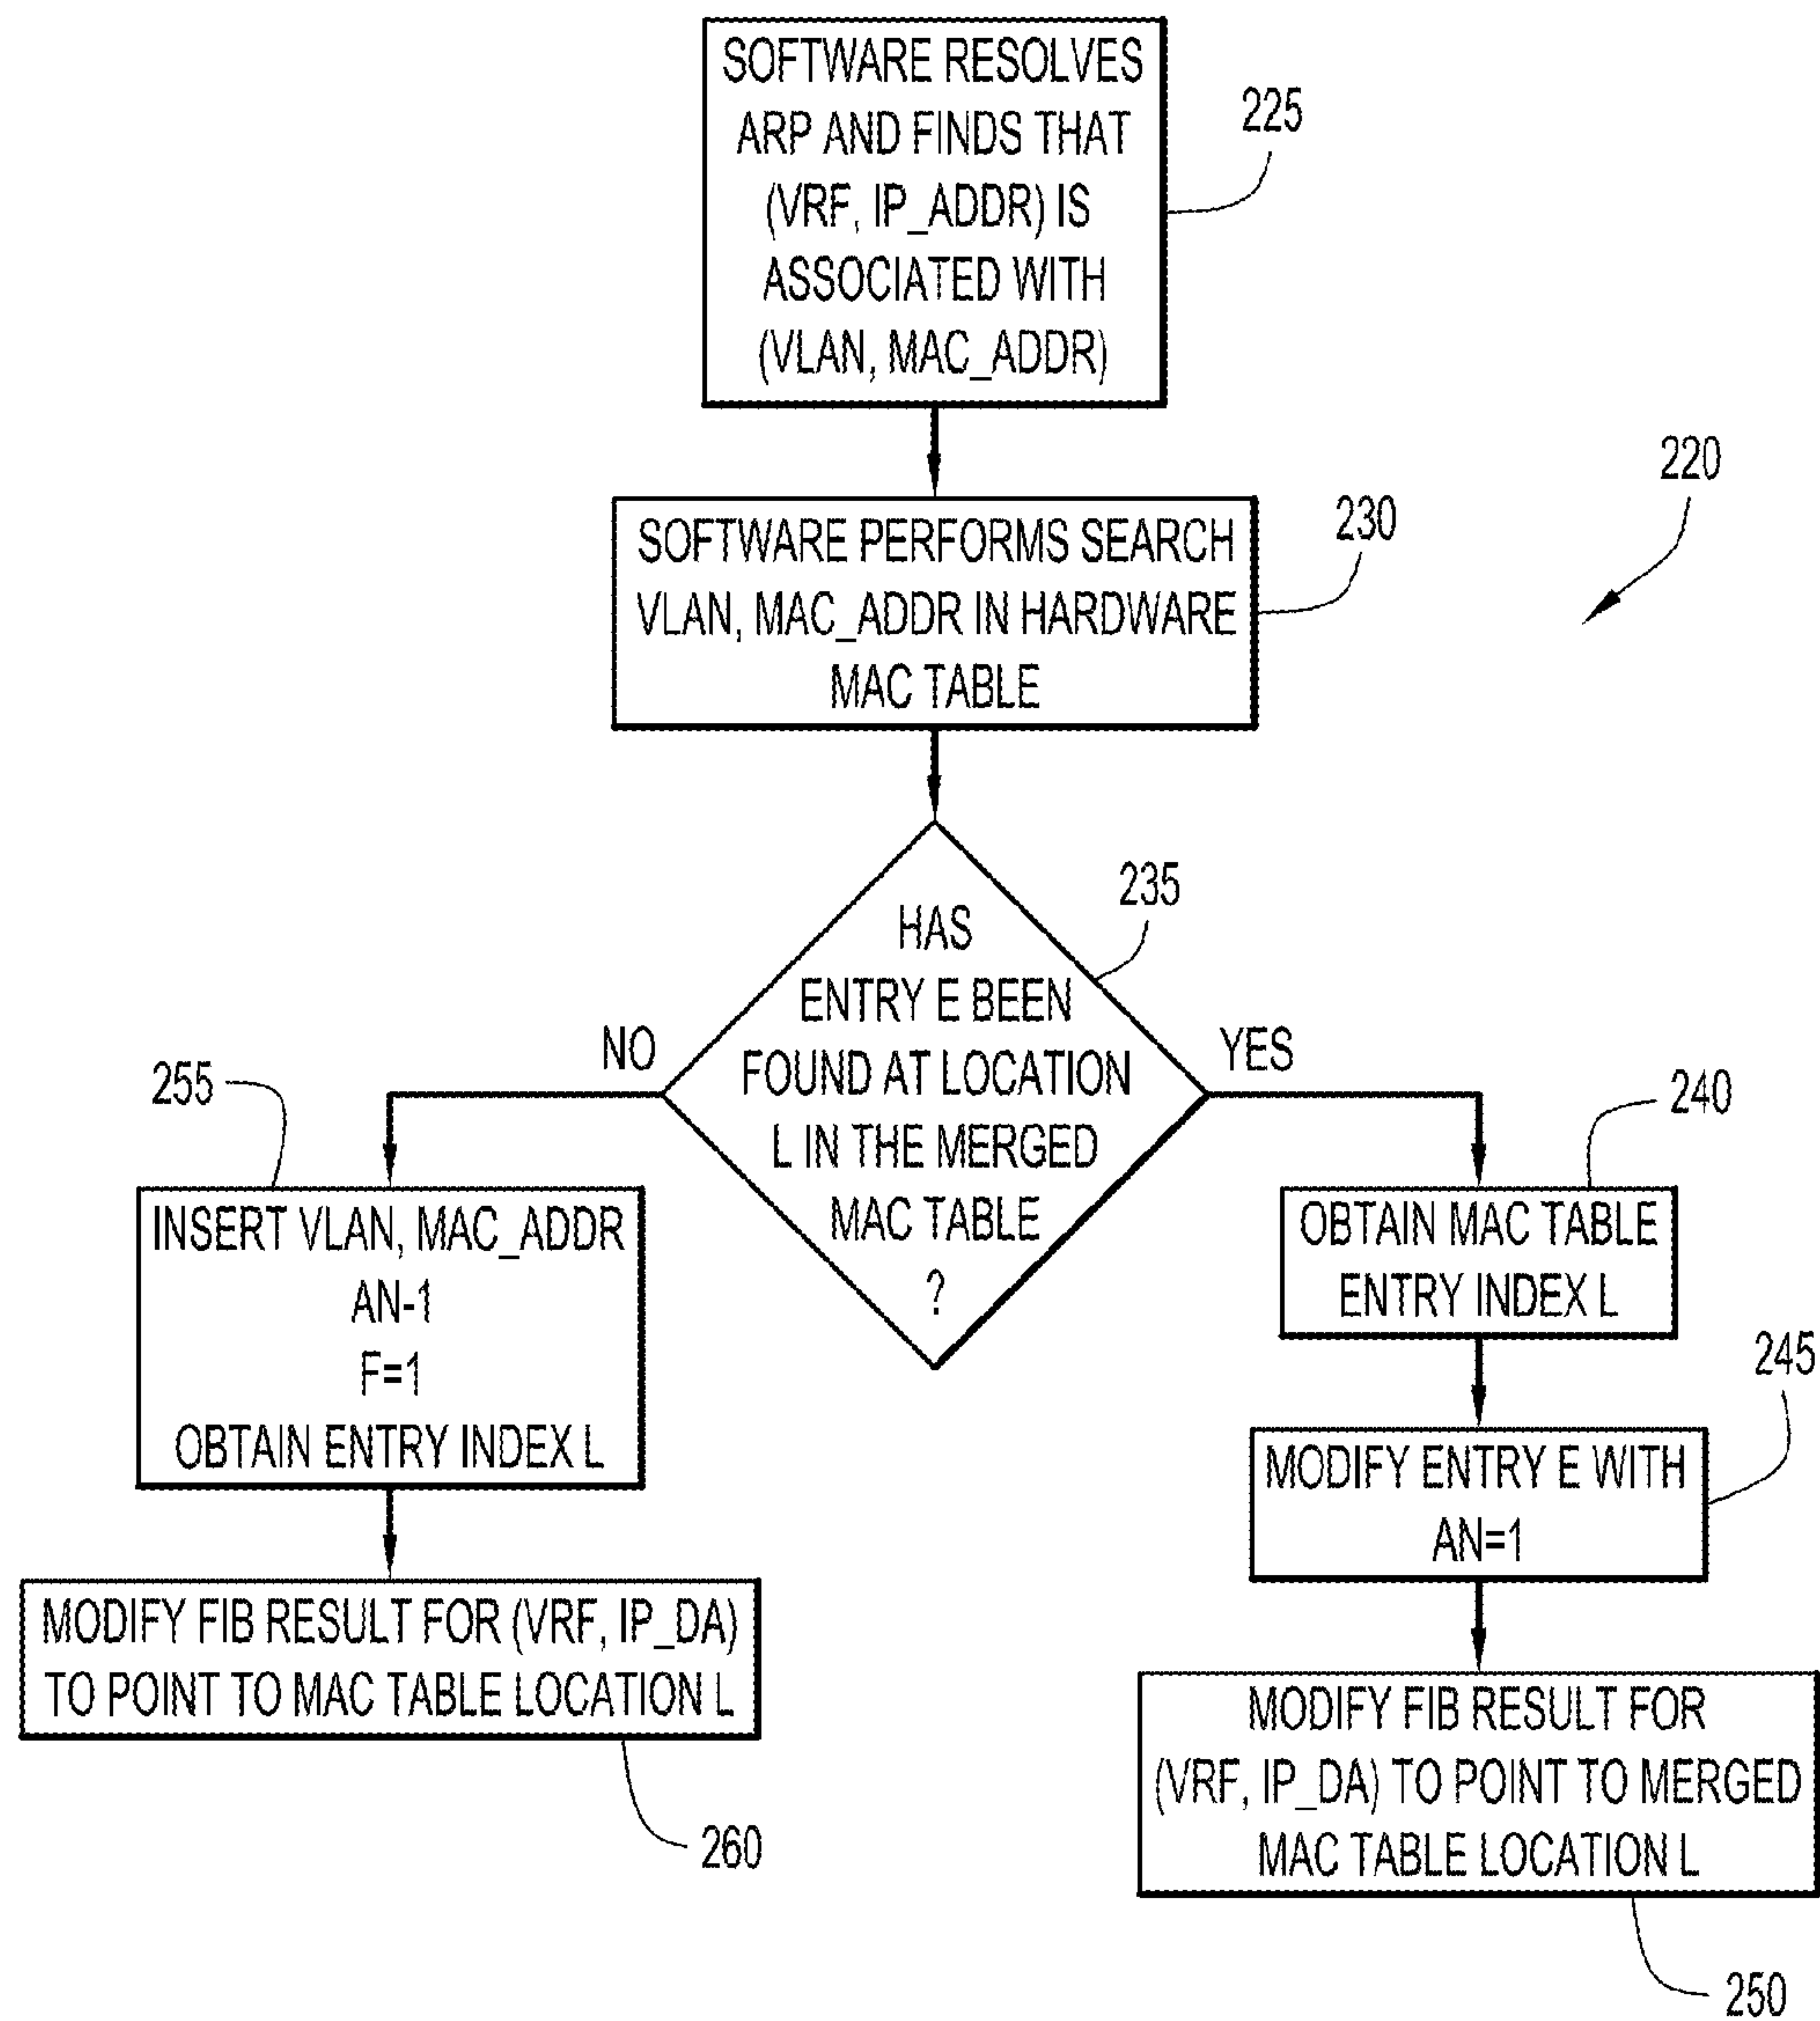 SOFTWARE RESOLVES
ARP AND FINDS THAT
(VRF, IP_ADDR) IS
ASSOCIATED WITH
(VLAN, MAC_ADDR)
225
220
SOFTWARE PERFORMS SEARCH
VLAN, MAC_ADDR IN HARDWARE
MAC TABLE
230
HAS
ENTRY E BEEN
FOUND AT LOCATION
L IN THE MERGED
MAC TABLE
?
235
NO
YES
255
INSERT VLAN, MAC_ADDR
AN-1
F=1
OBTAIN ENTRY INDEX L
MODIFY FIB RESULT FOR (VRF, IP_DA)
TO POINT TO MAC TABLE LOCATION L
260
240
OBTAIN MAC TABLE
ENTRY INDEX L
245
MODIFY ENTRY E WITH
AN=1
MODIFY FIB RESULT FOR
(VRF, IP_DA) TO POINT TO MERGED
MAC TABLE LOCATION L
250